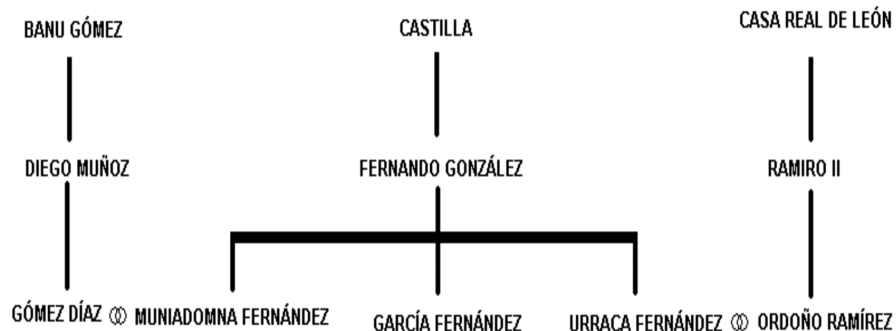 BANU GÓMEZ CASTILLA CASA REAL DE LEÓN
DIEGO MUÑOZ FERNANDO GONZÁLEZ RAMIRO II
GÓMEZ DÍAZ ⚭ MUNIADOMNA FERNÁNDEZ GARCÍA FERNÁNDEZ URRACA FERNÁNDEZ ⚭ ORDOÑO RAMÍREZ